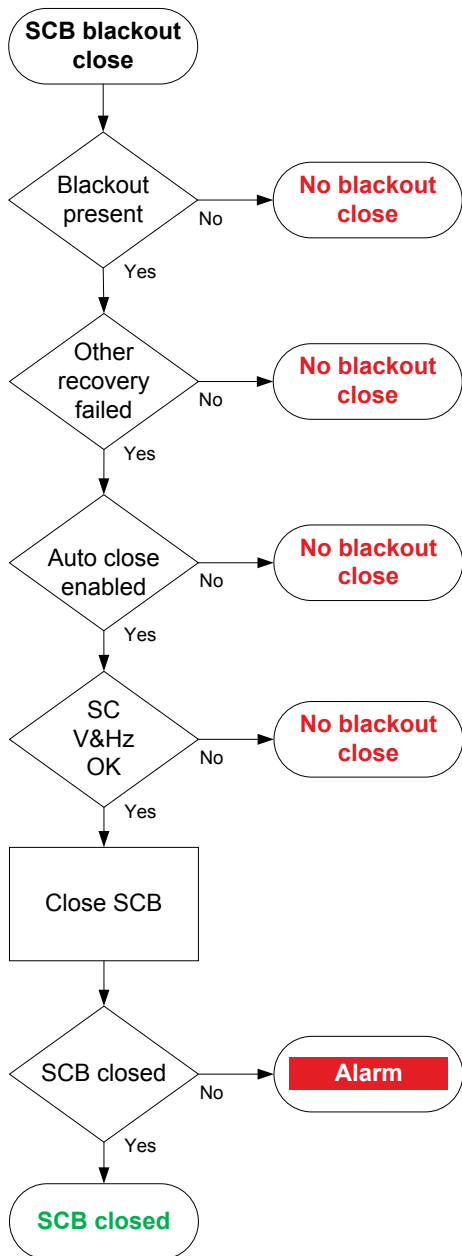 SCB blackout
close
Blackout
present
No
No blackout
close
Yes
Other
recovery
failed
No
No blackout
close
Yes
Auto close
enabled
No
No blackout
close
Yes
SC
V&Hz
OK
No
No blackout
close
Yes
Close SCB
SCB closed
No
Alarm
Yes
SCB closed